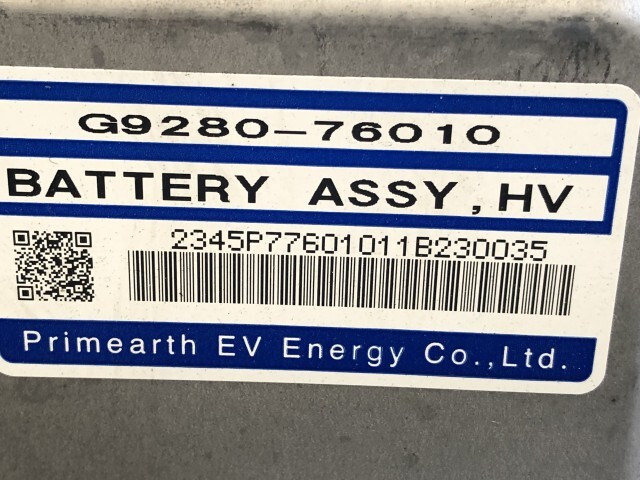 G9280-76010
BATTERY ASSY,HV
2345P77601011B230035
Primearth EV Energy Co.,Ltd.